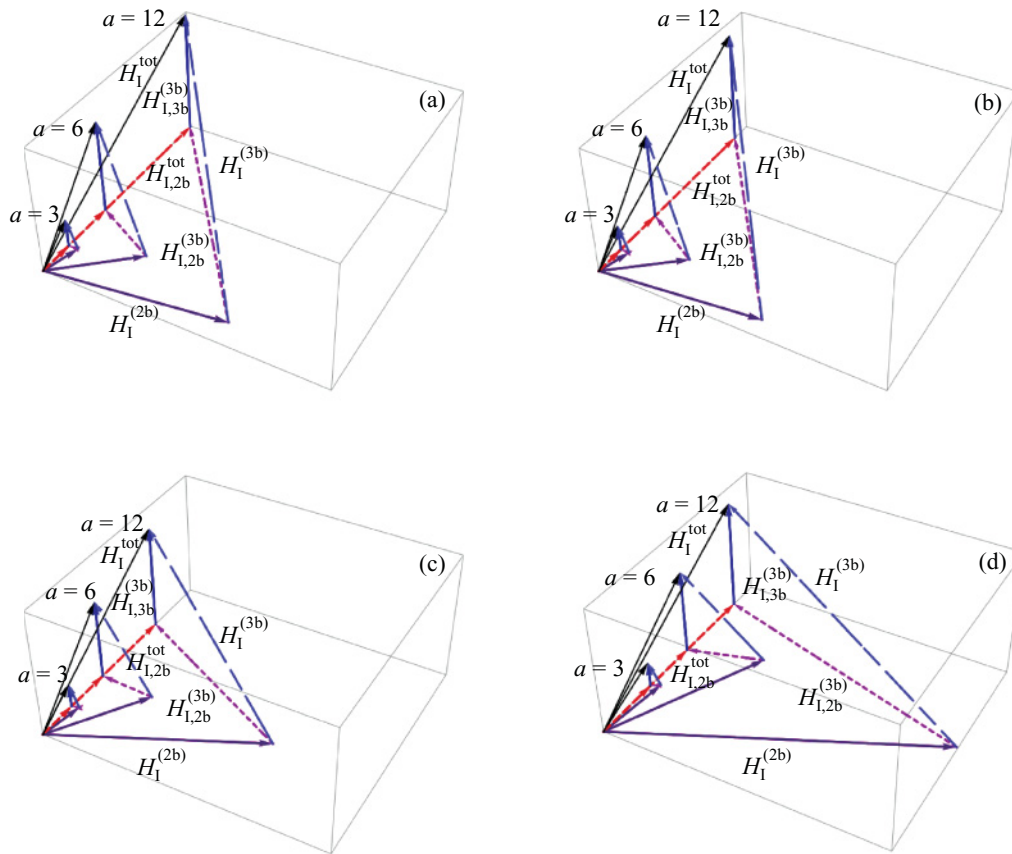 a = 12
H_I^tot
H_I,3b^(3b)
(a)
a = 6
H_I^(3b)
H_I,2b^tot
a = 3
H_I,2b^(3b)
H_I^(2b)
a = 12
H_I^tot
(b)
H_I,3b^(3b)
a = 6
H_I^(3b)
H_I,2b^tot
a = 3
H_I,2b^(3b)
H_I^(2b)
a = 12
H_I^tot
(c)
a = 6
H_I,3b^(3b)
H_I^(3b)
H_I,2b^tot
a = 3
H_I,2b^(3b)
H_I^(2b)
a = 12
H_I^tot
(d)
a = 6
H_I^(3b)
H_I,3b^(3b)
a = 3
H_I,2b^tot
H_I,2b^(3b)
H_I^(2b)